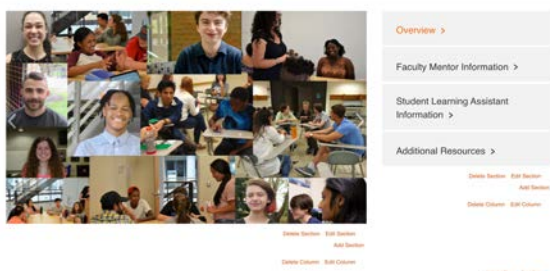 Overview >
Faculty Mentor Information >
Student Learning Assistant
Information >
Additional Resources >
Delete Section Edit Section
Add Section
Delete Column Edit Column
Delete Section Edit Section
Add Section
Delete Column Edit Column